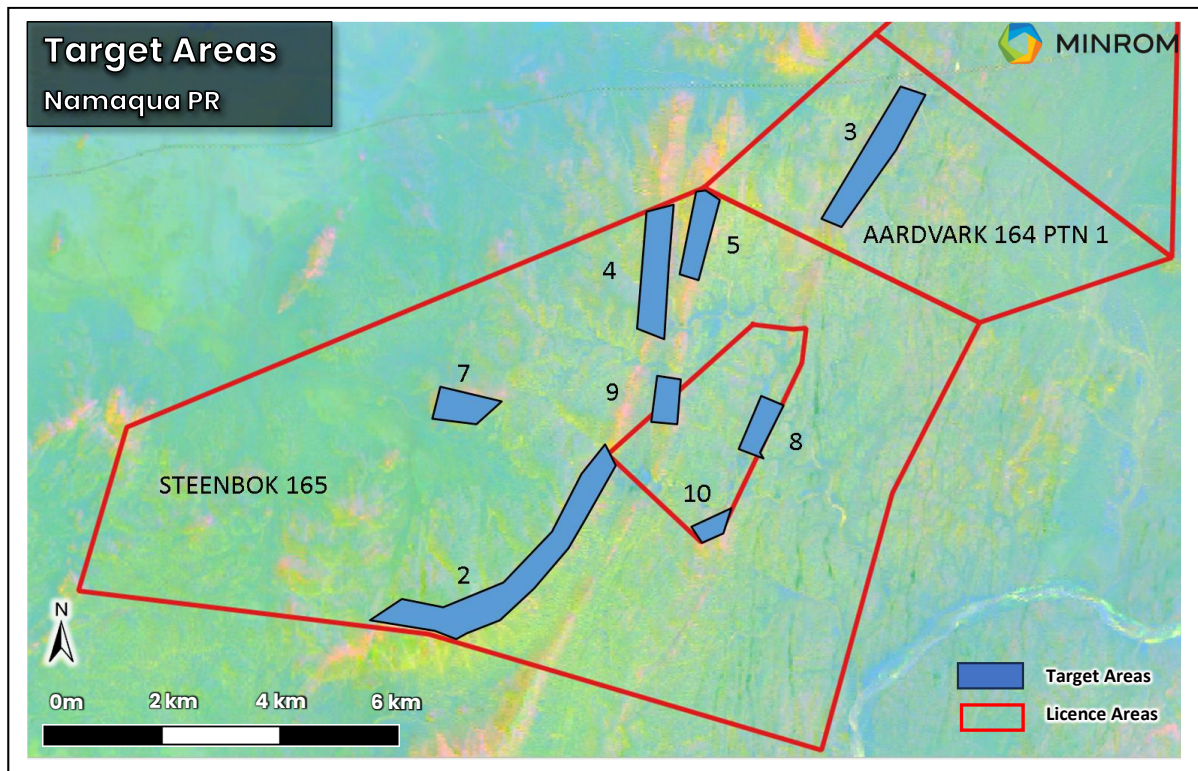 Target Areas
Namaqua PR
MINROM
3
AARDVARK 164 PTN 1
5
4
7
9
8
STEENBOK 165
10
2
N
0m 2 km 4 km 6 km
Target Areas
Licence Areas